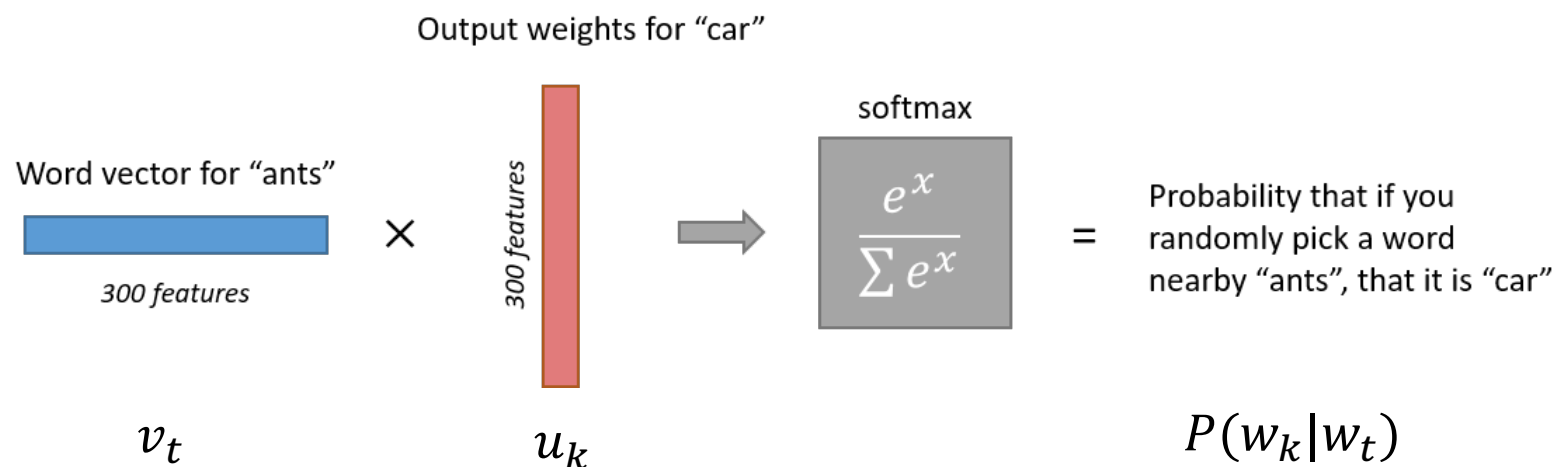 Output weights for “car”
softmax
Word vector for “ants”
300 features
×
300 features
e^x
∑ e^x
=
Probability that if you
randomly pick a word
nearby “ants”, that it is “car”
v_t
u_k
P(w_k|w_t)